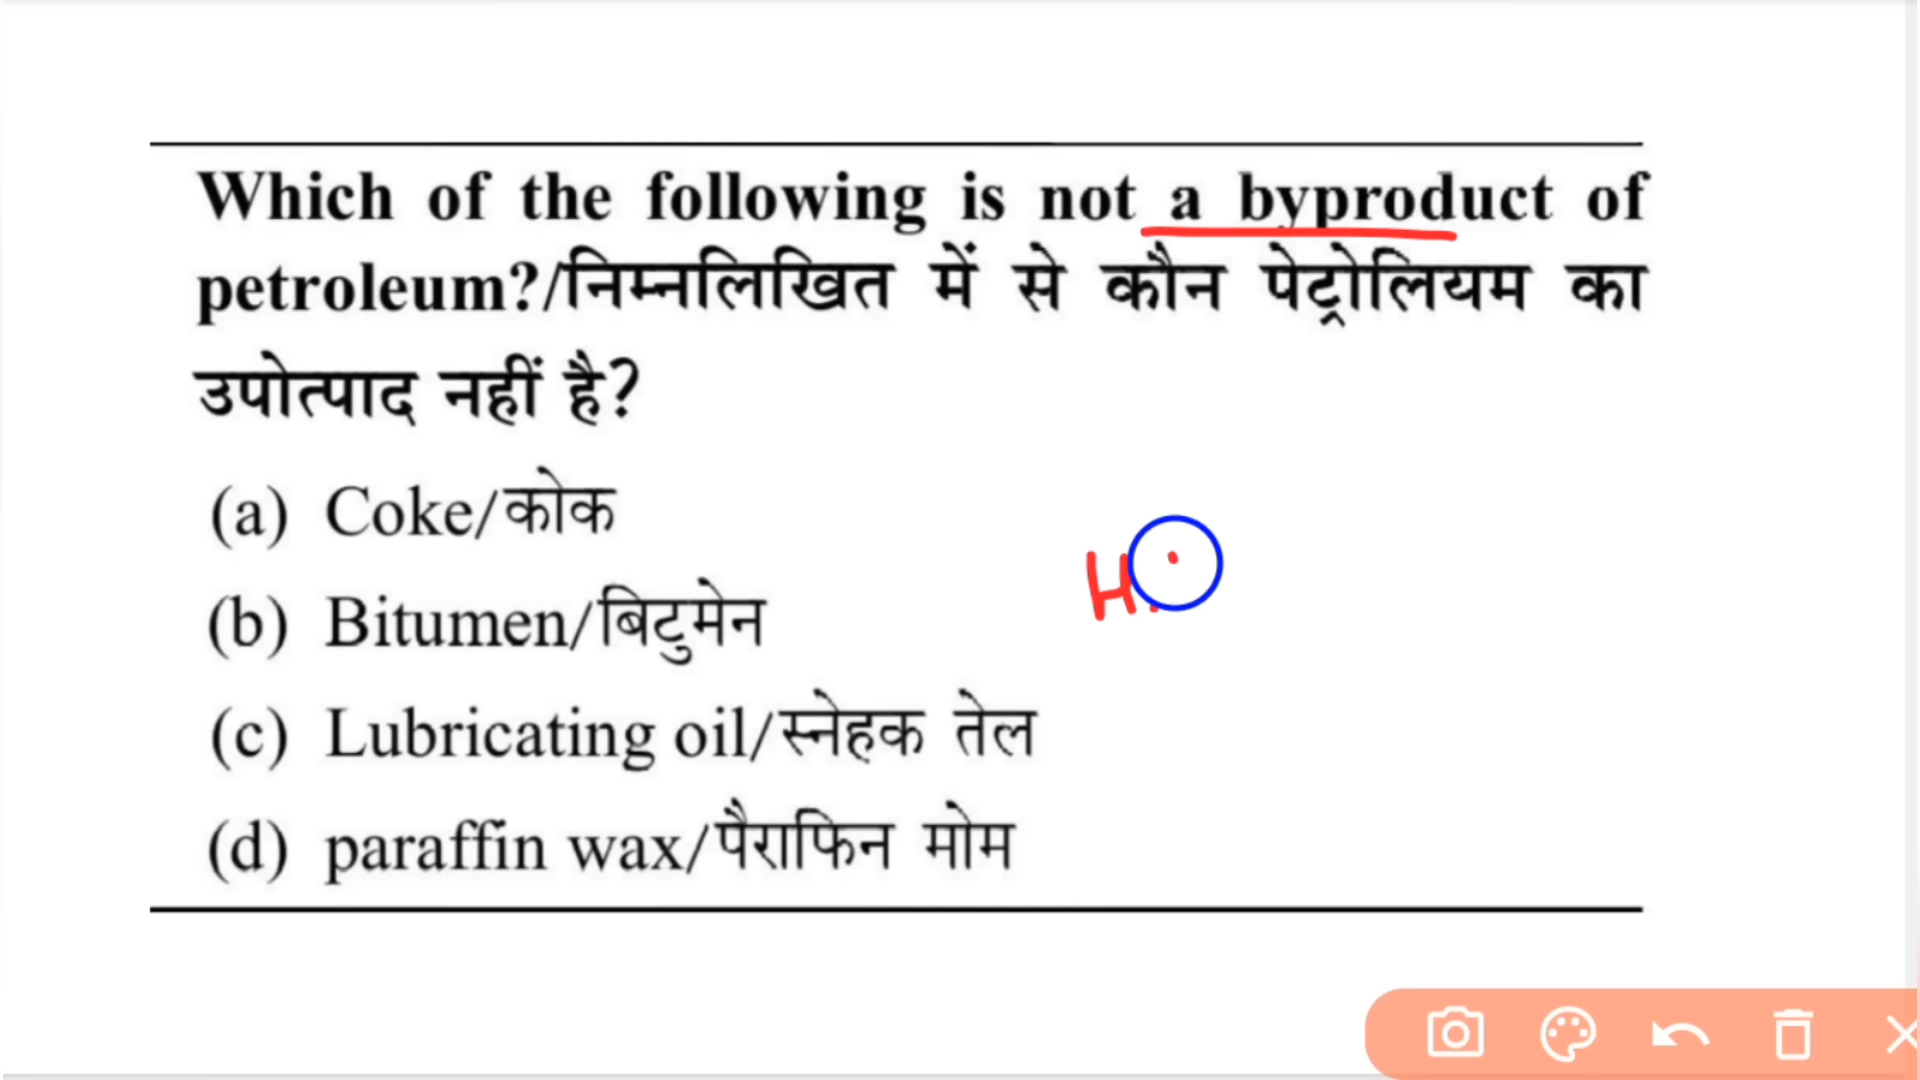 Which of the following is not a byproduct of
petroleum?/निम्नलिखित में से कौन पेट्रोलियम का
उपोत्पाद नहीं है?
(a) Coke/कोक
(b) Bitumen/बिटुमेन
Hi
(c) Lubricating oil/स्नेहक तेल
(d) paraffin wax/पैराफिन मोम